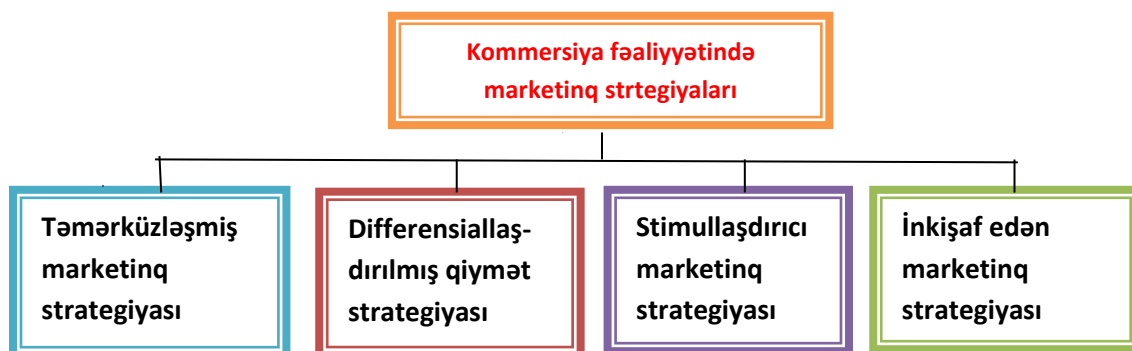 Kommersiya fəaliyyətində
marketinq strtegiyaları
Təmərküzləşmiş
marketinq
strategiyası
Differensiallaş-
dırılmış qiymət
strategiyası
Stimullaşdırıcı
marketinq
strategiyası
İnkişaf edən
marketinq
strategiyası